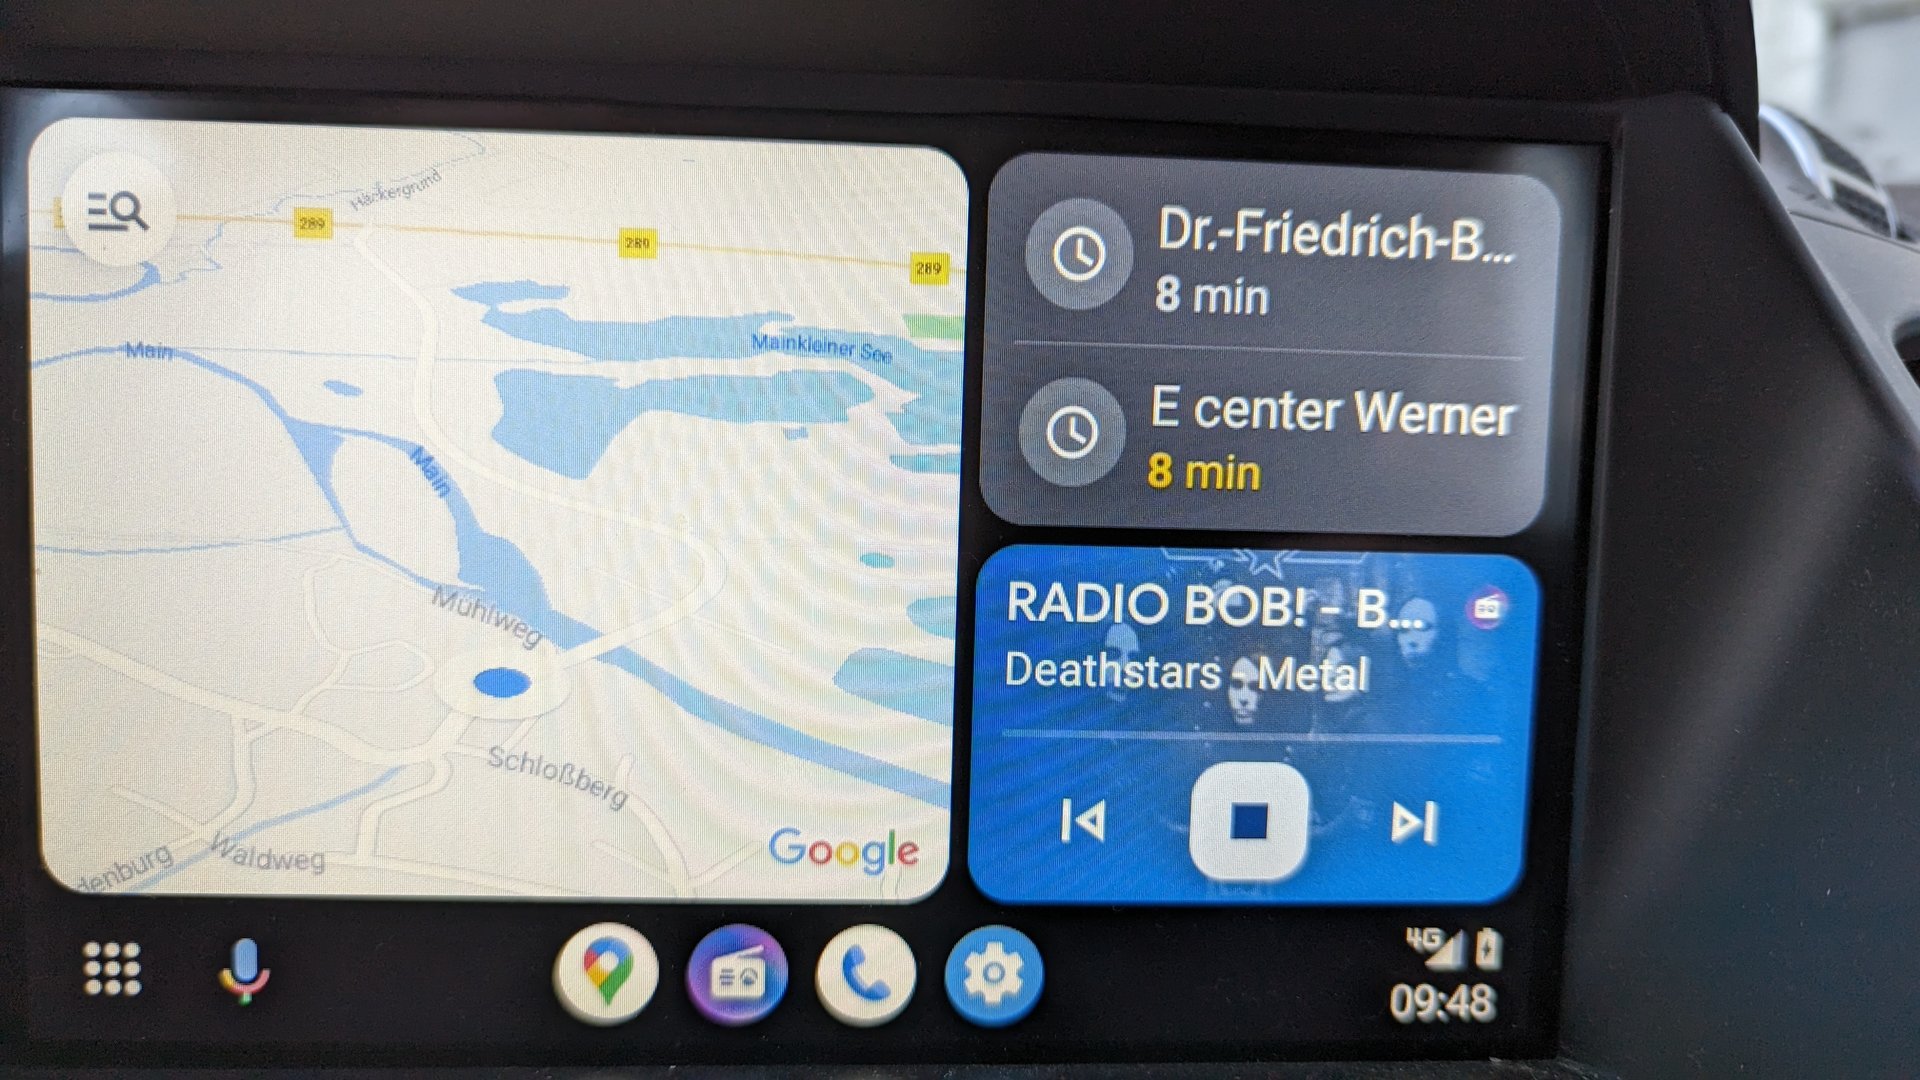 Häckergrund
289
289
289
Main
Mainkleiner See
Main
Mühlweg
Schloßberg
Waldweg
denburg
Google
Dr.-Friedrich-B...
8 min
E center Werner
8 min
RADIO BOB! - B...
Deathstars - Metal
4G
09:48